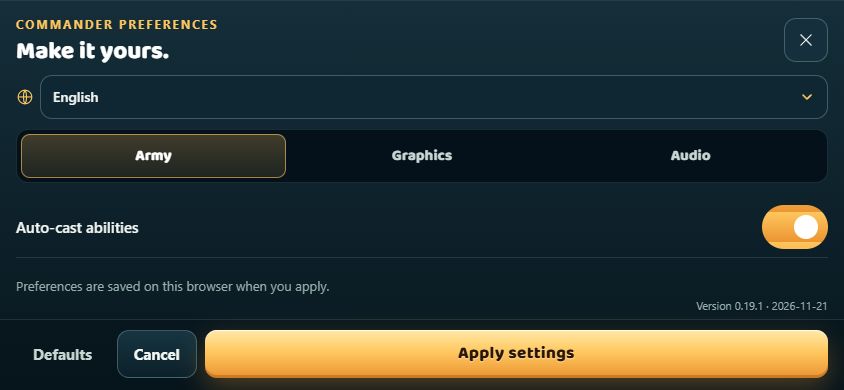 COMMANDER PREFERENCES
Make it yours.
English
Army
Graphics
Audio
Auto-cast abilities
Preferences are saved on this browser when you apply.
Version 0.19.1 · 2026-11-21
Defaults
Cancel
Apply settings